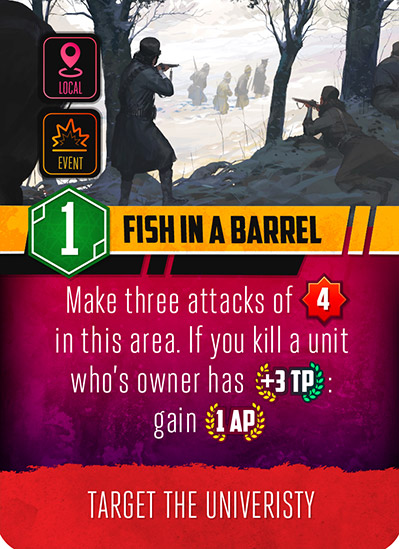 LOCAL
EVENT
1 FISH IN A BARREL
Make three attacks of 4
in this area. If you kill a unit
who's owner has +3 TP :
gain 1 AP
TARGET THE UNIVERISTY